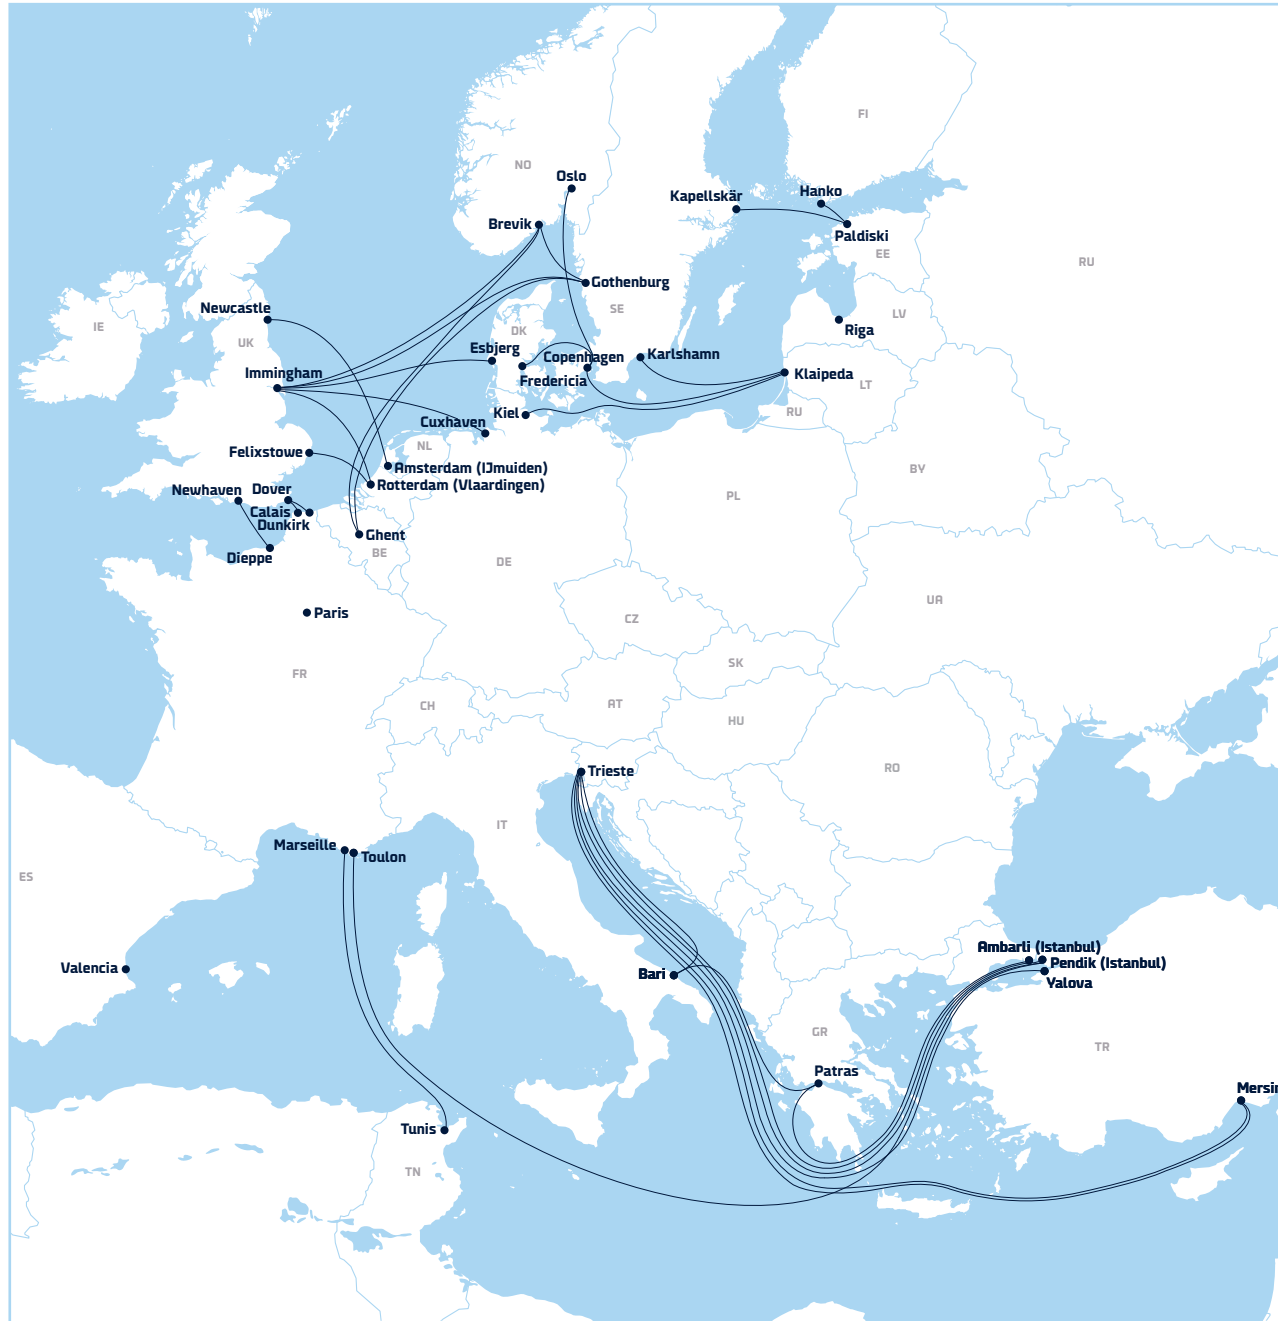 FI
NO
Oslo
Kapellskär
Hanko
Brevik
Paldiski
EE
RU
Gothenburg
Newcastle
SE
LV
IE
DK
Riga
UK
Esbjerg
Copenhagen
Karlshamn
Immingham
Fredericia
Klaipeda
LT
Kiel
RU
Cuxhaven
NL
Felixstowe
Amsterdam (IJmuiden)
BY
Newhaven
Dover
Rotterdam (Vlaardingen)
PL
Calais
Dunkirk
Ghent
Dieppe
BE
DE
UA
Paris
CZ
SK
FR
CH
AT
HU
RO
Trieste
IT
Marseille
Toulon
ES
Ambarli (Istanbul)
Valencia
Bari
Pendik (Istanbul)
Yalova
GR
TR
Patras
Mersin
Tunis
TN